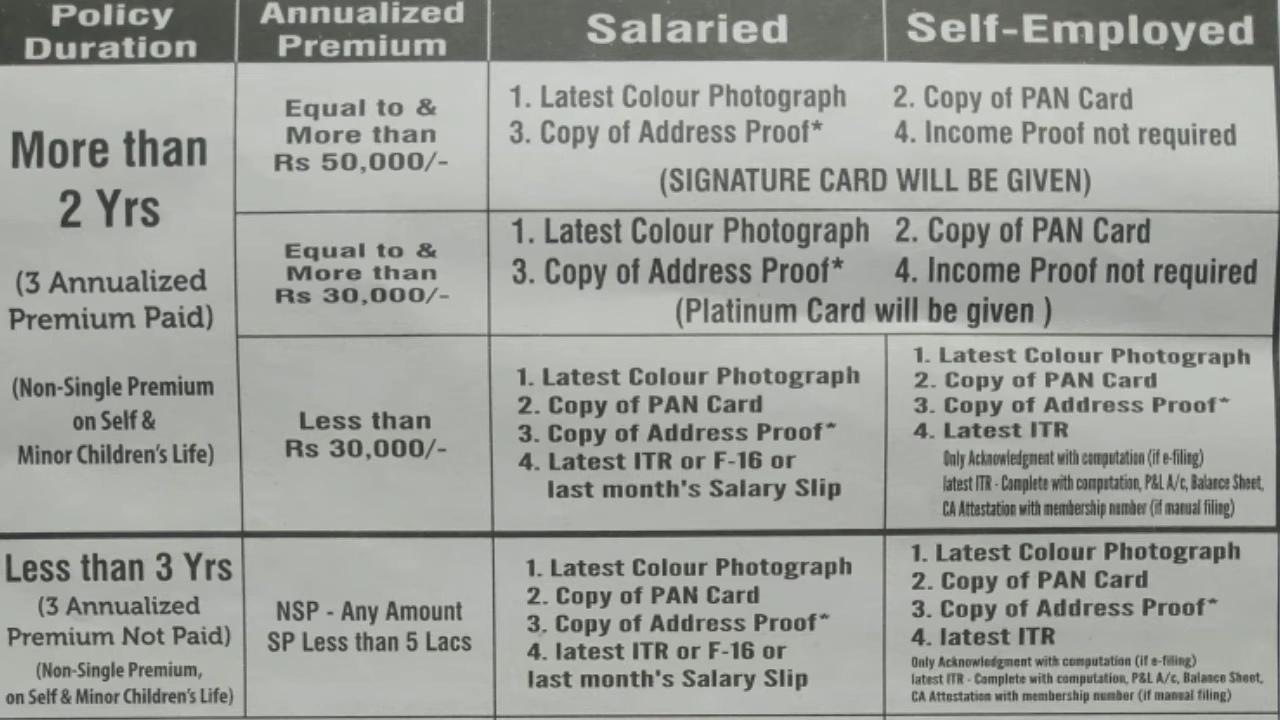 Policy Duration
Annualized Premium
Salaried
Self-Employed
More than
2 Yrs
(3 Annualized
Premium Paid)
(Non-Single Premium
on Self &
Minor Children's Life)
Equal to &
More than
Rs 50,000/-
1. Latest Colour Photograph 2. Copy of PAN Card
3. Copy of Address Proof* 4. Income Proof not required
(SIGNATURE CARD WILL BE GIVEN)
Equal to &
More than
Rs 30,000/-
1. Latest Colour Photograph 2. Copy of PAN Card
3. Copy of Address Proof* 4. Income Proof not required
(Platinum Card will be given )
Less than
Rs 30,000/-
1. Latest Colour Photograph
2. Copy of PAN Card
3. Copy of Address Proof*
4. Latest ITR or F-16 or
last month's Salary Slip
1. Latest Colour Photograph
2. Copy of PAN Card
3. Copy of Address Proof*
4. Latest ITR
Only Acknowledgment with computation (if e-filing)
latest ITR - Complete with computation, P&L A/c, Balance Sheet,
CA Attestation with membership number (if manual filing)
Less than 3 Yrs
(3 Annualized
Premium Not Paid)
(Non-Single Premium,
on Self & Minor Children's Life)
NSP - Any Amount
SP Less than 5 Lacs
1. Latest Colour Photograph
2. Copy of PAN Card
3. Copy of Address Proof*
4. latest ITR or F-16 or
last month's Salary Slip
1. Latest Colour Photograph
2. Copy of PAN Card
3. Copy of Address Proof*
4. latest ITR
Only Acknowledgment with computation (if e-filing)
latest ITR - Complete with computation, P&L A/c, Balance Sheet,
CA Attestation with membership number (if manual filing)